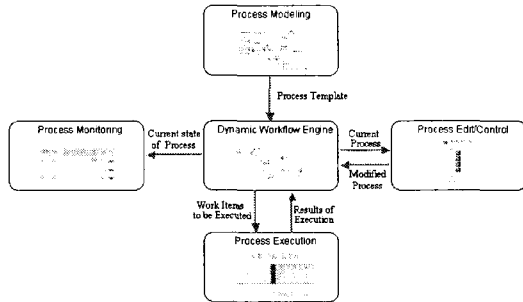 Process Modeling
Process Template
Process Monitoring
Current state
of Process
Dynamic Workflow Engine
Current
Process
Modified
Process
Process Edit/Control
Work Items
to be Executed
Results of
Execution
Process Execution